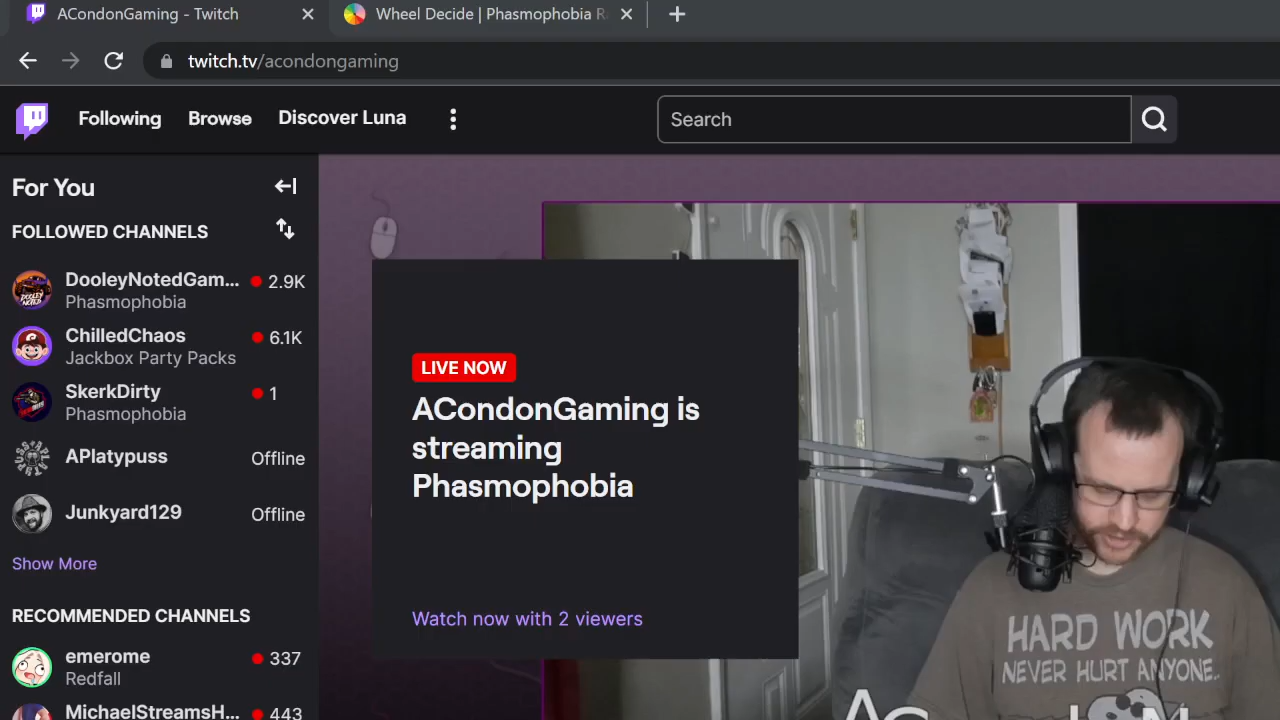 ACondonGaming - Twitch
Wheel Decide | Phasmophobia
twitch.tv/acondongaming
Following Browse Discover Luna
Search
For You
FOLLOWED CHANNELS
DooleyNotedGam... 2.9K
Phasmophobia
ChilledChaos 6.1K
Jackbox Party Packs
SkerkDirty 1
Phasmophobia
APlatypuss Offline
Junkyard129 Offline
Show More
RECOMMENDED CHANNELS
emerome 337
Redfall
MichaelStreamsH... 443
LIVE NOW
ACondonGaming is
streaming
Phasmophobia
Watch now with 2 viewers
HARD WORK
NEVER HURT ANYONE..